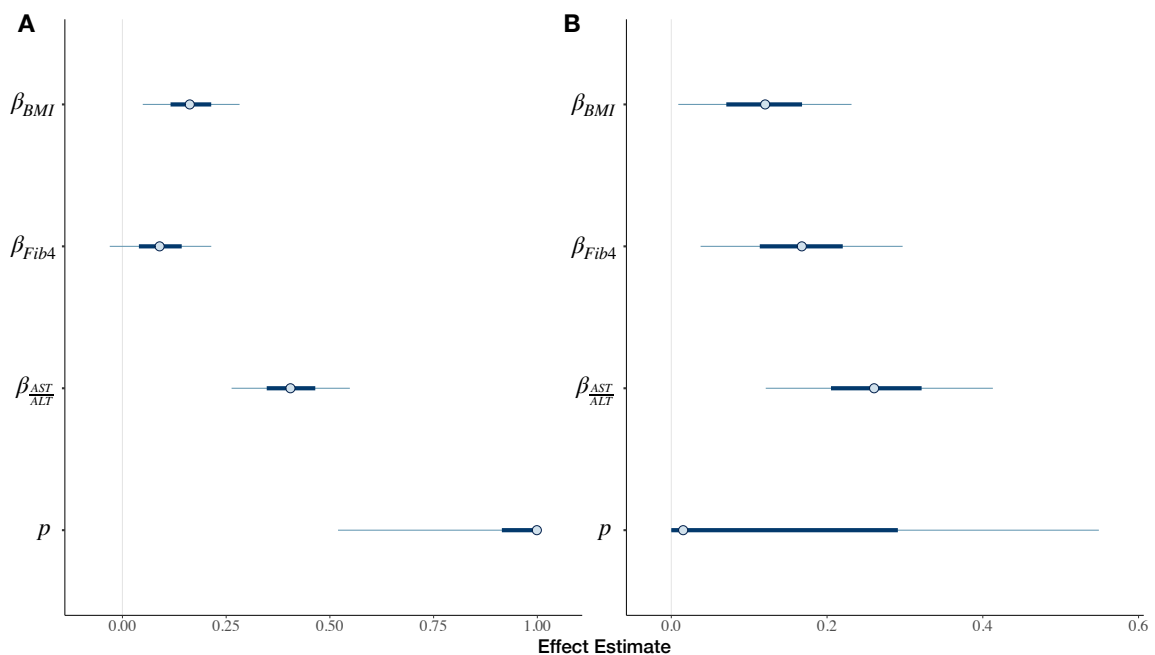 A
B
β_BMI
β_Fib4
β_AST/ALT
p
0.00 0.25 0.50 0.75 1.00
β_BMI
β_Fib4
β_AST/ALT
p
0.0 0.2 0.4 0.6
Effect Estimate